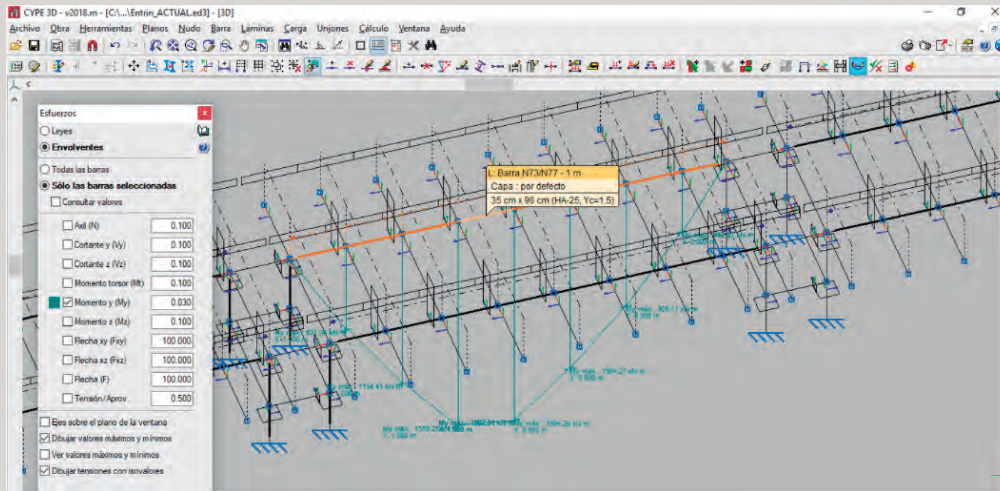 CYPE 3D - v2018.m - [C:\...\Entrin_ACTUAL.ed3] - [3D]
Archivo Obra Herramientas Planos Nudo Barra Láminas Carga Uniones Cálculo Ventana Ayuda
Esfuerzos
Leyes
Envolventes
Todas las barras
Sólo las barras seleccionadas
Consultar valores
Axil (N) 0.100
Cortante y (Vy) 0.100
Cortante z (Vz) 0.100
Momento torsor (Mt) 0.100
Momento y (My) 0.030
Momento z (Mz) 0.100
Flecha xy (Fxy) 100.000
Flecha xz (Fxz) 100.000
Flecha (F) 100.000
Tensión/Aprov. 0.500
Ejes sobre el plano de la ventana
Dibujar valores máximos y mínimos
Ver valores máximos y mínimos
Dibujar tensiones con isovalores
L: Barra N73/N77 - 1 m
Capa : por defecto
35 cm x 96 cm (HA-25, Yc=1.5)